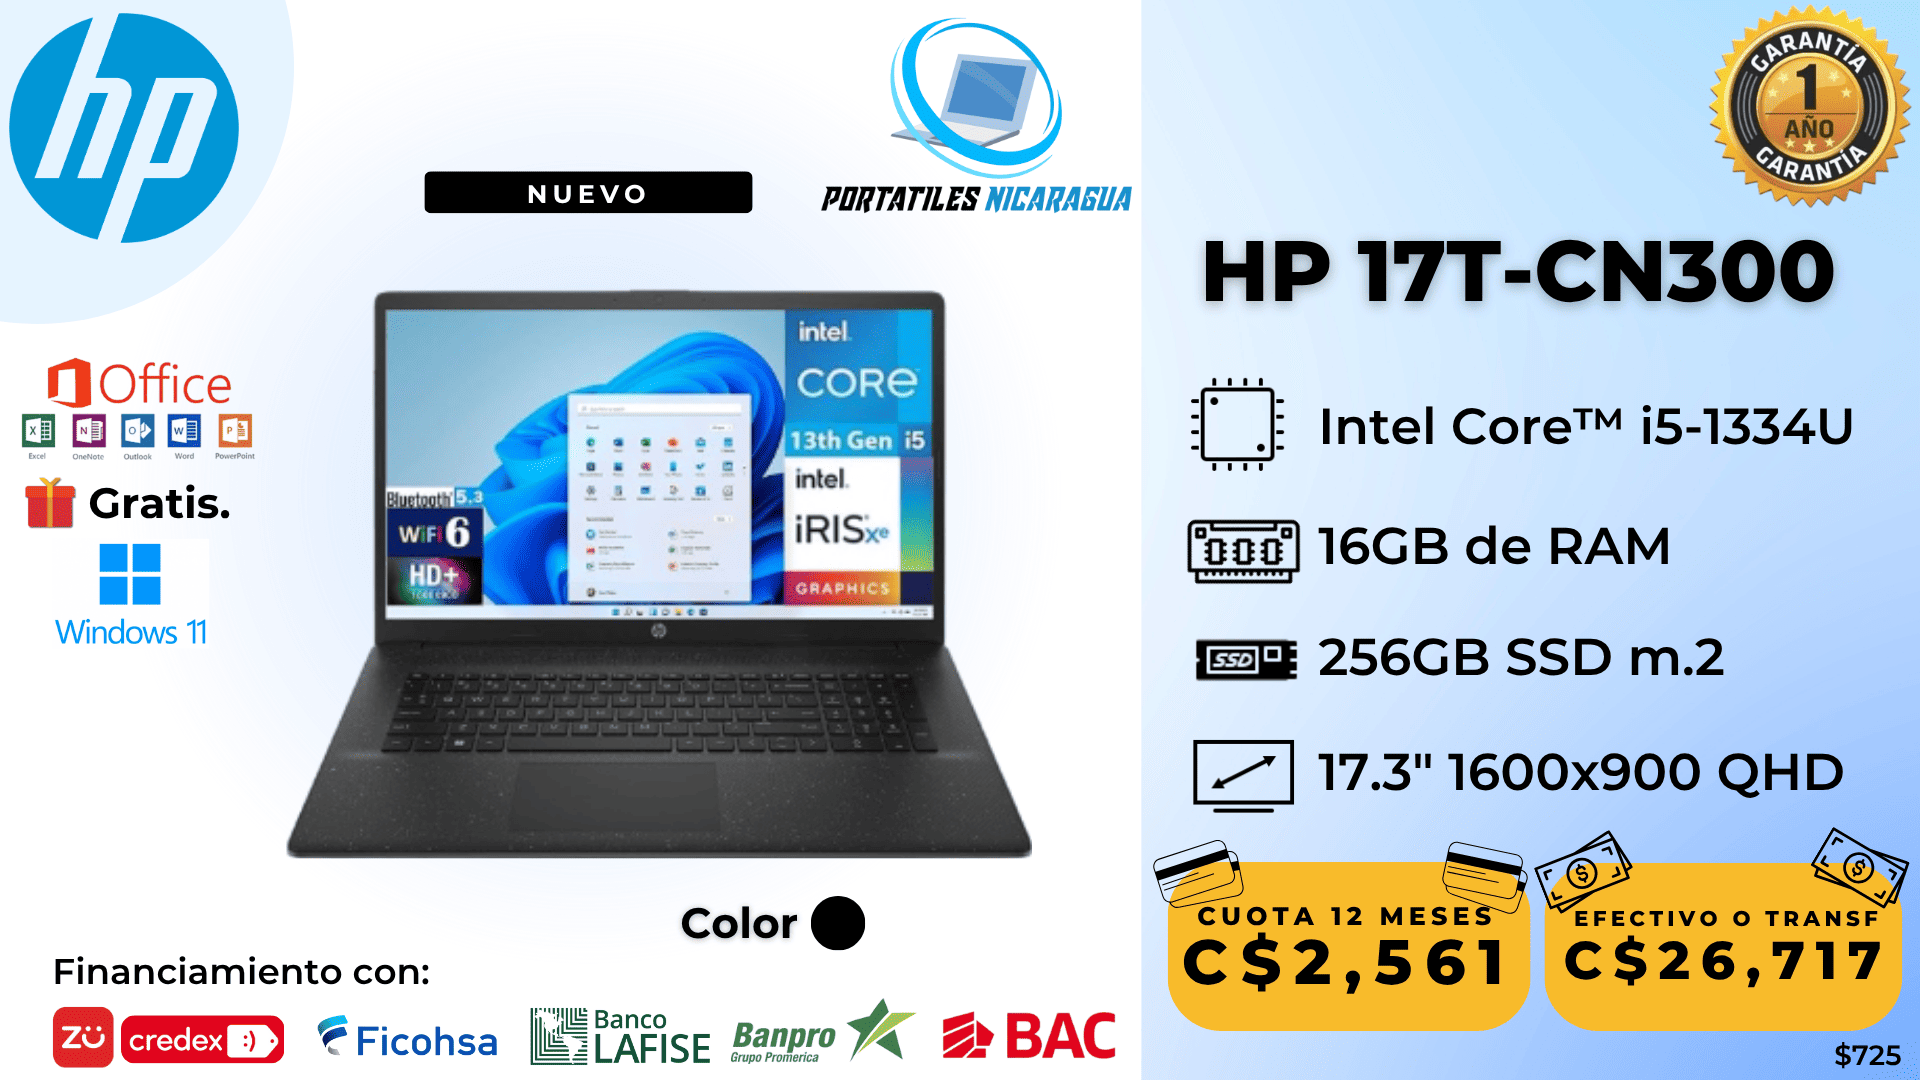 hp
NUEVO
PORTATILES NICARAGUA
GARANTÍA
1
AÑO
GARANTÍA
Office
Excel
OneNote
Outlook
Word
PowerPoint
Gratis.
Windows 11
intel.
CORE
13th Gen i5
intel.
iRISxe
GRAPHICS
Bluetooth 5.3
WiFi 6
HD+
hp
HP 17T-CN300
Intel Core™ i5-1334U
16GB de RAM
SSD
256GB SSD m.2
17.3" 1600x900 QHD
CUOTA 12 MESES
C$2,561
EFECTIVO O TRANSF
C$26,717
$725
Color
Financiamiento con:
ZU
credex :)
Ficohsa
Banco
LAFISE
Banpro
Grupo Promerica
BAC